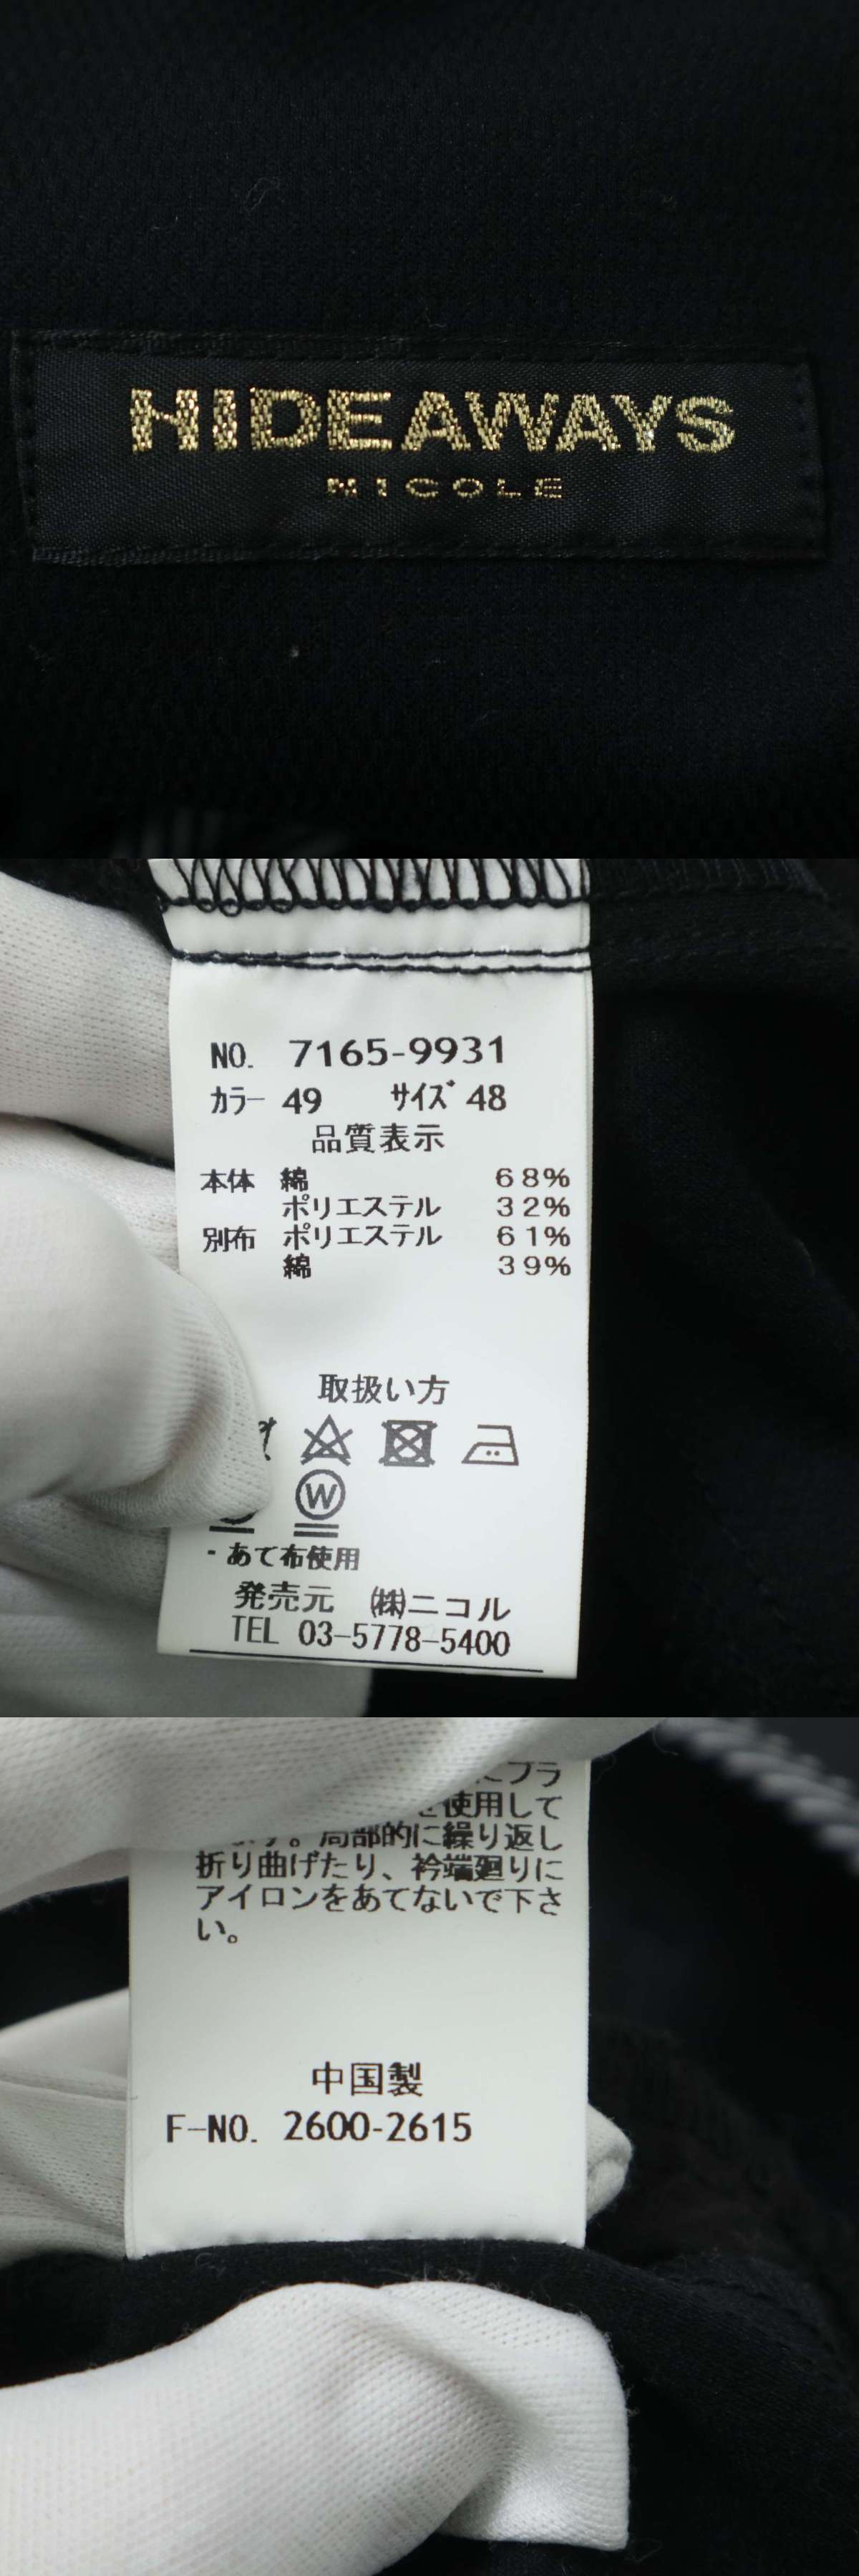 HIDEAWAYS
NICOLE
NO. 7165-9931
ｶﾗｰ 49 ｻｲｽﾞ 48
品質表示
本体 綿 68%
ポリエステル 32%
別布 ポリエステル 61%
綿 39%
取扱い方
W
・あて布使用
発売元 ㈱ニコル
TEL 03-5778-5400
フラ
使用して
。局部的に繰り返し
折り曲げたり、衿端廻りに
アイロンをあてないで下さ
い。
中国製
F-NO. 2600-2615